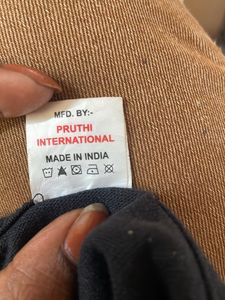 MFD. BY:-
PRUTHI
INTERNATIONAL
MADE IN INDIA